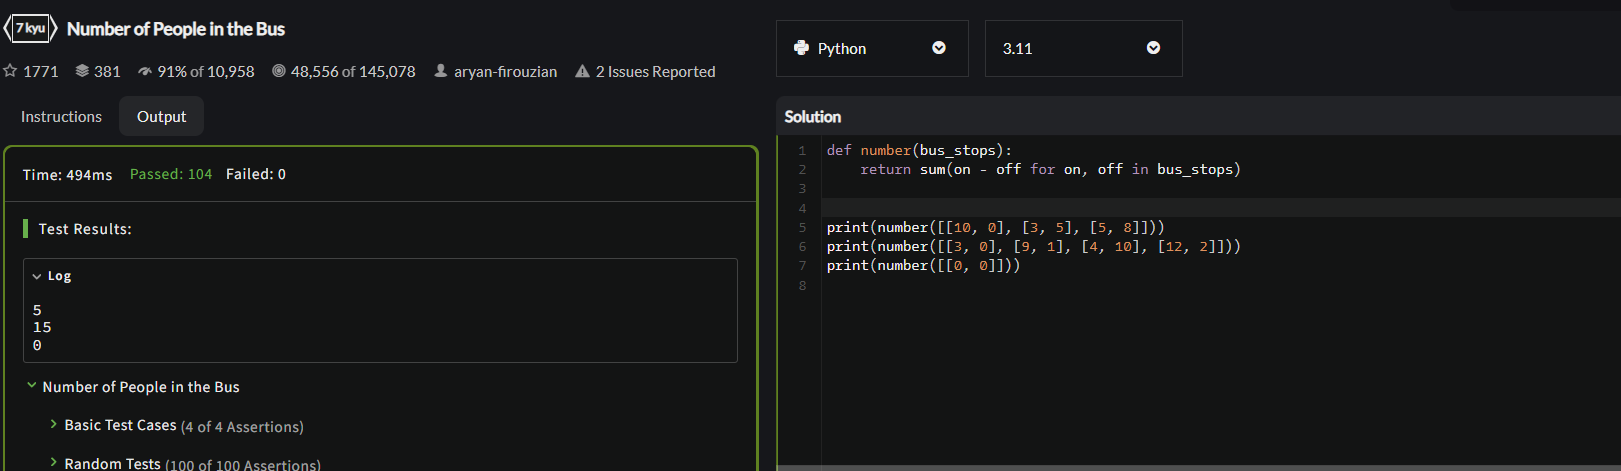 7 kyu Number of People in the Bus
1771 381 91% of 10,958 48,556 of 145,078 aryan-firouzian 2 Issues Reported
Instructions Output
Time: 494ms Passed: 104 Failed: 0
Test Results:
Log
5
15
0
Number of People in the Bus
Basic Test Cases (4 of 4 Assertions)
Random Tests (100 of 100 Assertions)
Python 3.11
Solution
1 def number(bus_stops):
2     return sum(on - off for on, off in bus_stops)
3
4
5 print(number([[10, 0], [3, 5], [5, 8]]))
6 print(number([[3, 0], [9, 1], [4, 10], [12, 2]]))
7 print(number([[0, 0]]))
8